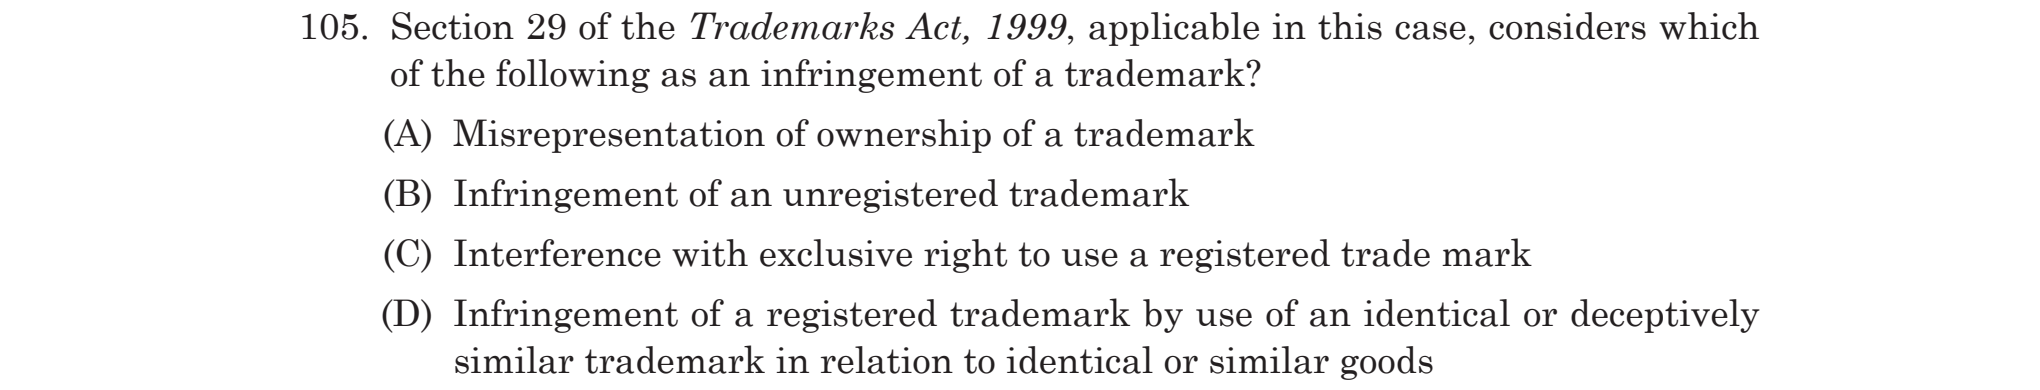 105. Section 29 of the Trademarks Act, 1999, applicable in this case, considers which
of the following as an infringement of a trademark?
(A) Misrepresentation of ownership of a trademark
(B) Infringement of an unregistered trademark
(C) Interference with exclusive right to use a registered trade mark
(D) Infringement of a registered trademark by use of an identical or deceptively
similar trademark in relation to identical or similar goods